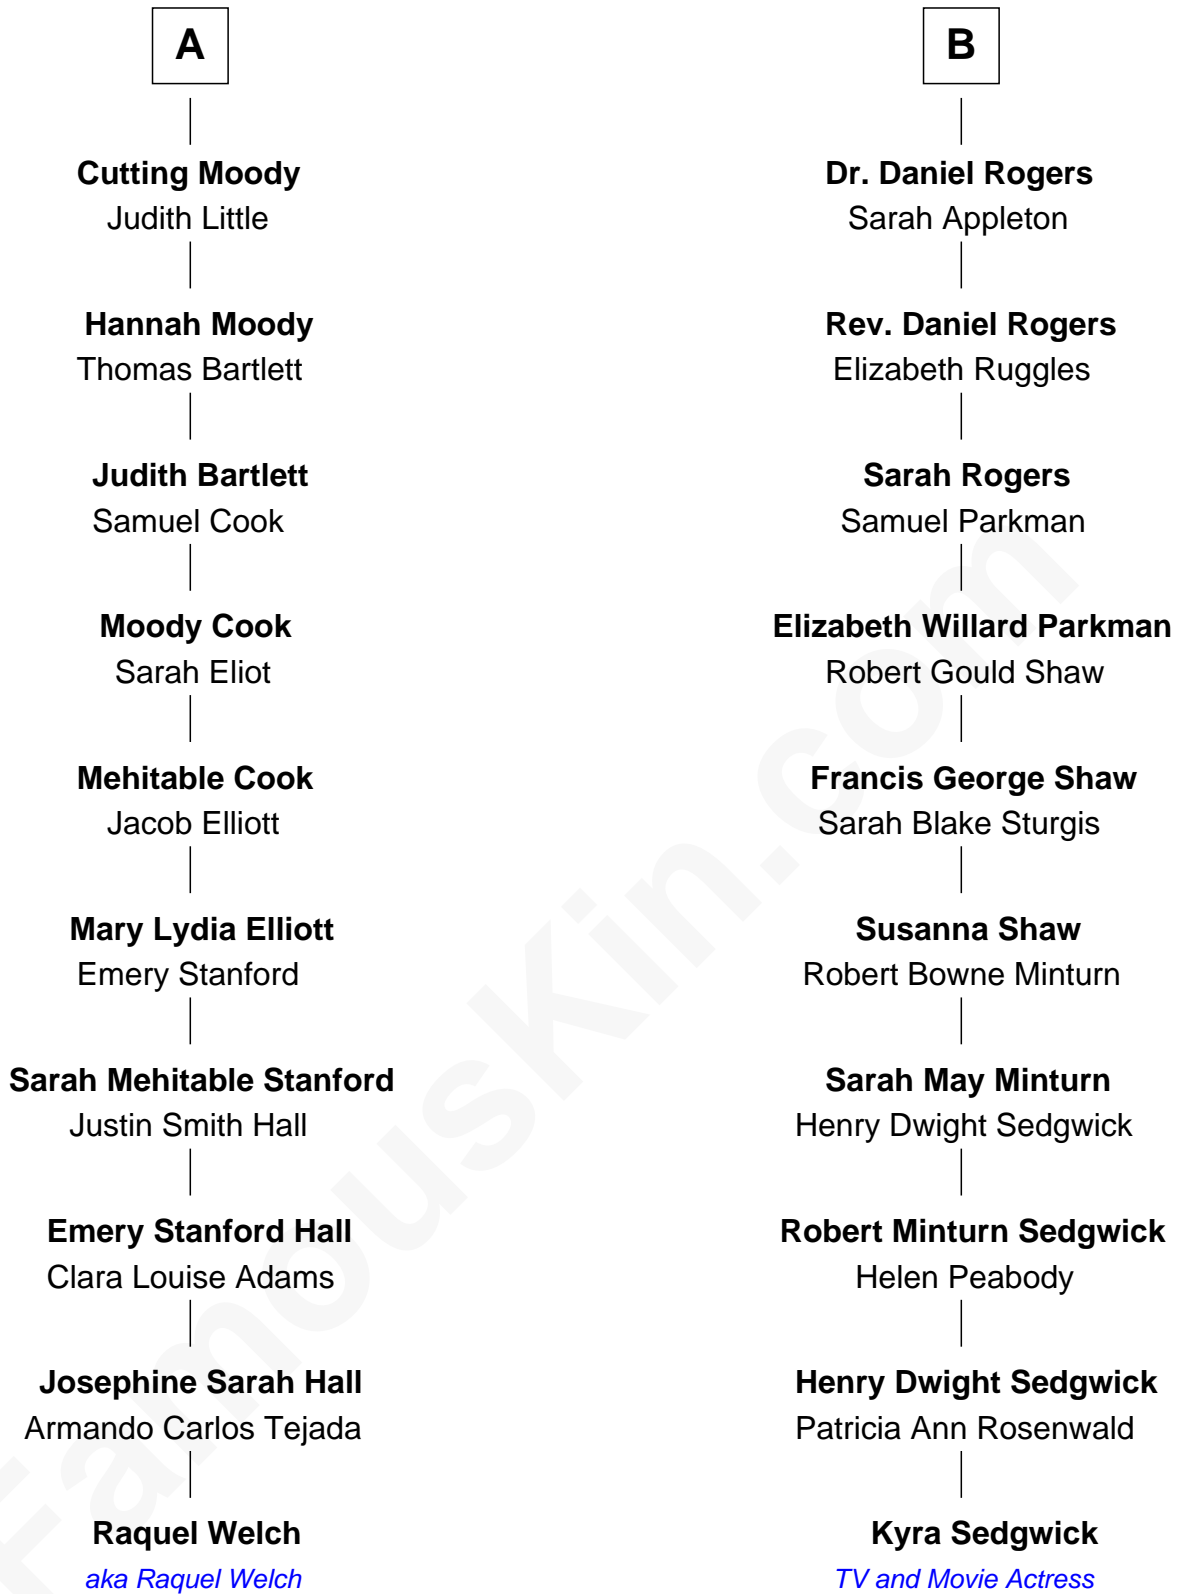 A
Cutting Moody
Judith Little
Hannah Moody
Thomas Bartlett
Judith Bartlett
Samuel Cook
Moody Cook
Sarah Eliot
Mehitable Cook
Jacob Elliott
Mary Lydia Elliott
Emery Stanford
Sarah Mehitable Stanford
Justin Smith Hall
Emery Stanford Hall
Clara Louise Adams
Josephine Sarah Hall
Armando Carlos Tejada
Raquel Welch
aka Raquel Welch
B
Dr. Daniel Rogers
Sarah Appleton
Rev. Daniel Rogers
Elizabeth Ruggles
Sarah Rogers
Samuel Parkman
Elizabeth Willard Parkman
Robert Gould Shaw
Francis George Shaw
Sarah Blake Sturgis
Susanna Shaw
Robert Bowne Minturn
Sarah May Minturn
Henry Dwight Sedgwick
Robert Minturn Sedgwick
Helen Peabody
Henry Dwight Sedgwick
Patricia Ann Rosenwald
Kyra Sedgwick
TV and Movie Actress
FamousKin.com